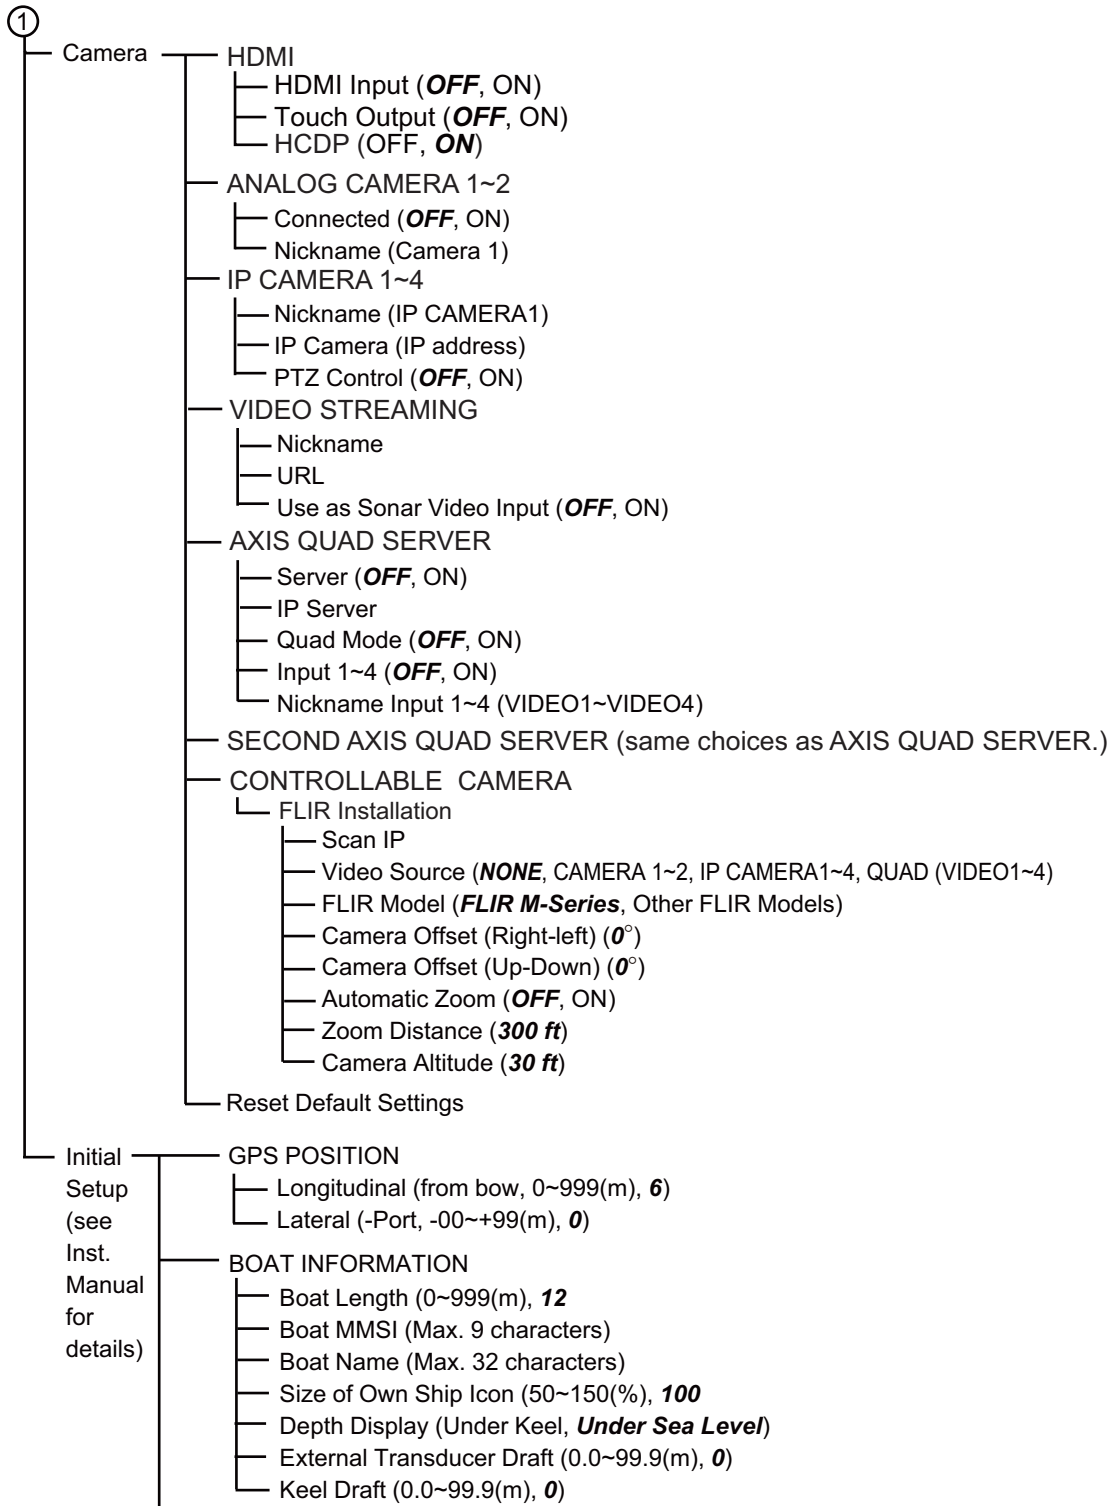 1
Camera
HDMI
HDMI Input (OFF, ON)
Touch Output (OFF, ON)
HCDP (OFF, ON)
ANALOG CAMERA 1~2
Connected (OFF, ON)
Nickname (Camera 1)
IP CAMERA 1~4
Nickname (IP CAMERA1)
IP Camera (IP address)
PTZ Control (OFF, ON)
VIDEO STREAMING
Nickname
URL
Use as Sonar Video Input (OFF, ON)
AXIS QUAD SERVER
Server (OFF, ON)
IP Server
Quad Mode (OFF, ON)
Input 1~4 (OFF, ON)
Nickname Input 1~4 (VIDEO1~VIDEO4)
SECOND AXIS QUAD SERVER (same choices as AXIS QUAD SERVER.)
CONTROLLABLE CAMERA
FLIR Installation
Scan IP
Video Source (NONE, CAMERA 1~2, IP CAMERA1~4, QUAD (VIDEO1~4)
FLIR Model (FLIR M-Series, Other FLIR Models)
Camera Offset (Right-left) (0°)
Camera Offset (Up-Down) (0°)
Automatic Zoom (OFF, ON)
Zoom Distance (300 ft)
Camera Altitude (30 ft)
Reset Default Settings
Initial
Setup
(see
Inst.
Manual
for
details)
GPS POSITION
Longitudinal (from bow, 0~999(m), 6)
Lateral (-Port, -00~+99(m), 0)
BOAT INFORMATION
Boat Length (0~999(m), 12
Boat MMSI (Max. 9 characters)
Boat Name (Max. 32 characters)
Size of Own Ship Icon (50~150(%), 100
Depth Display (Under Keel, Under Sea Level)
External Transducer Draft (0.0~99.9(m), 0)
Keel Draft (0.0~99.9(m), 0)